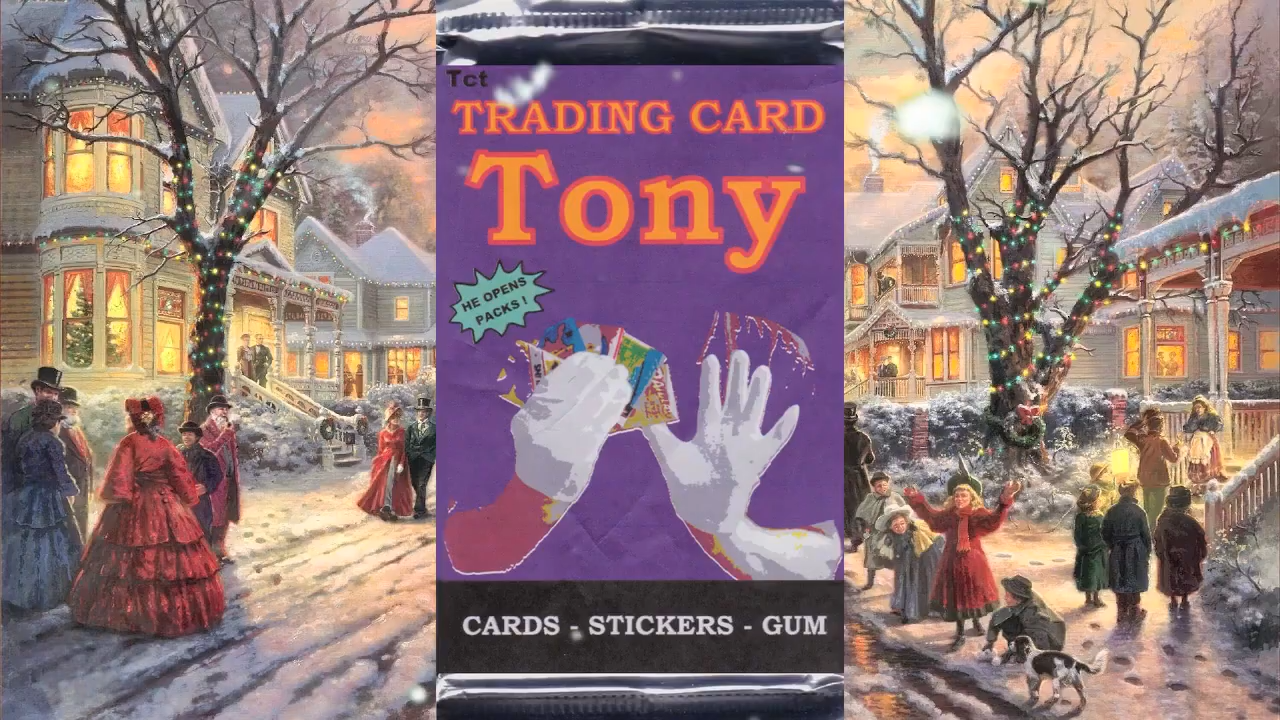 Tct
TRADING CARD
Tony
HE OPENS
PACKS !
CARDS - STICKERS - GUM